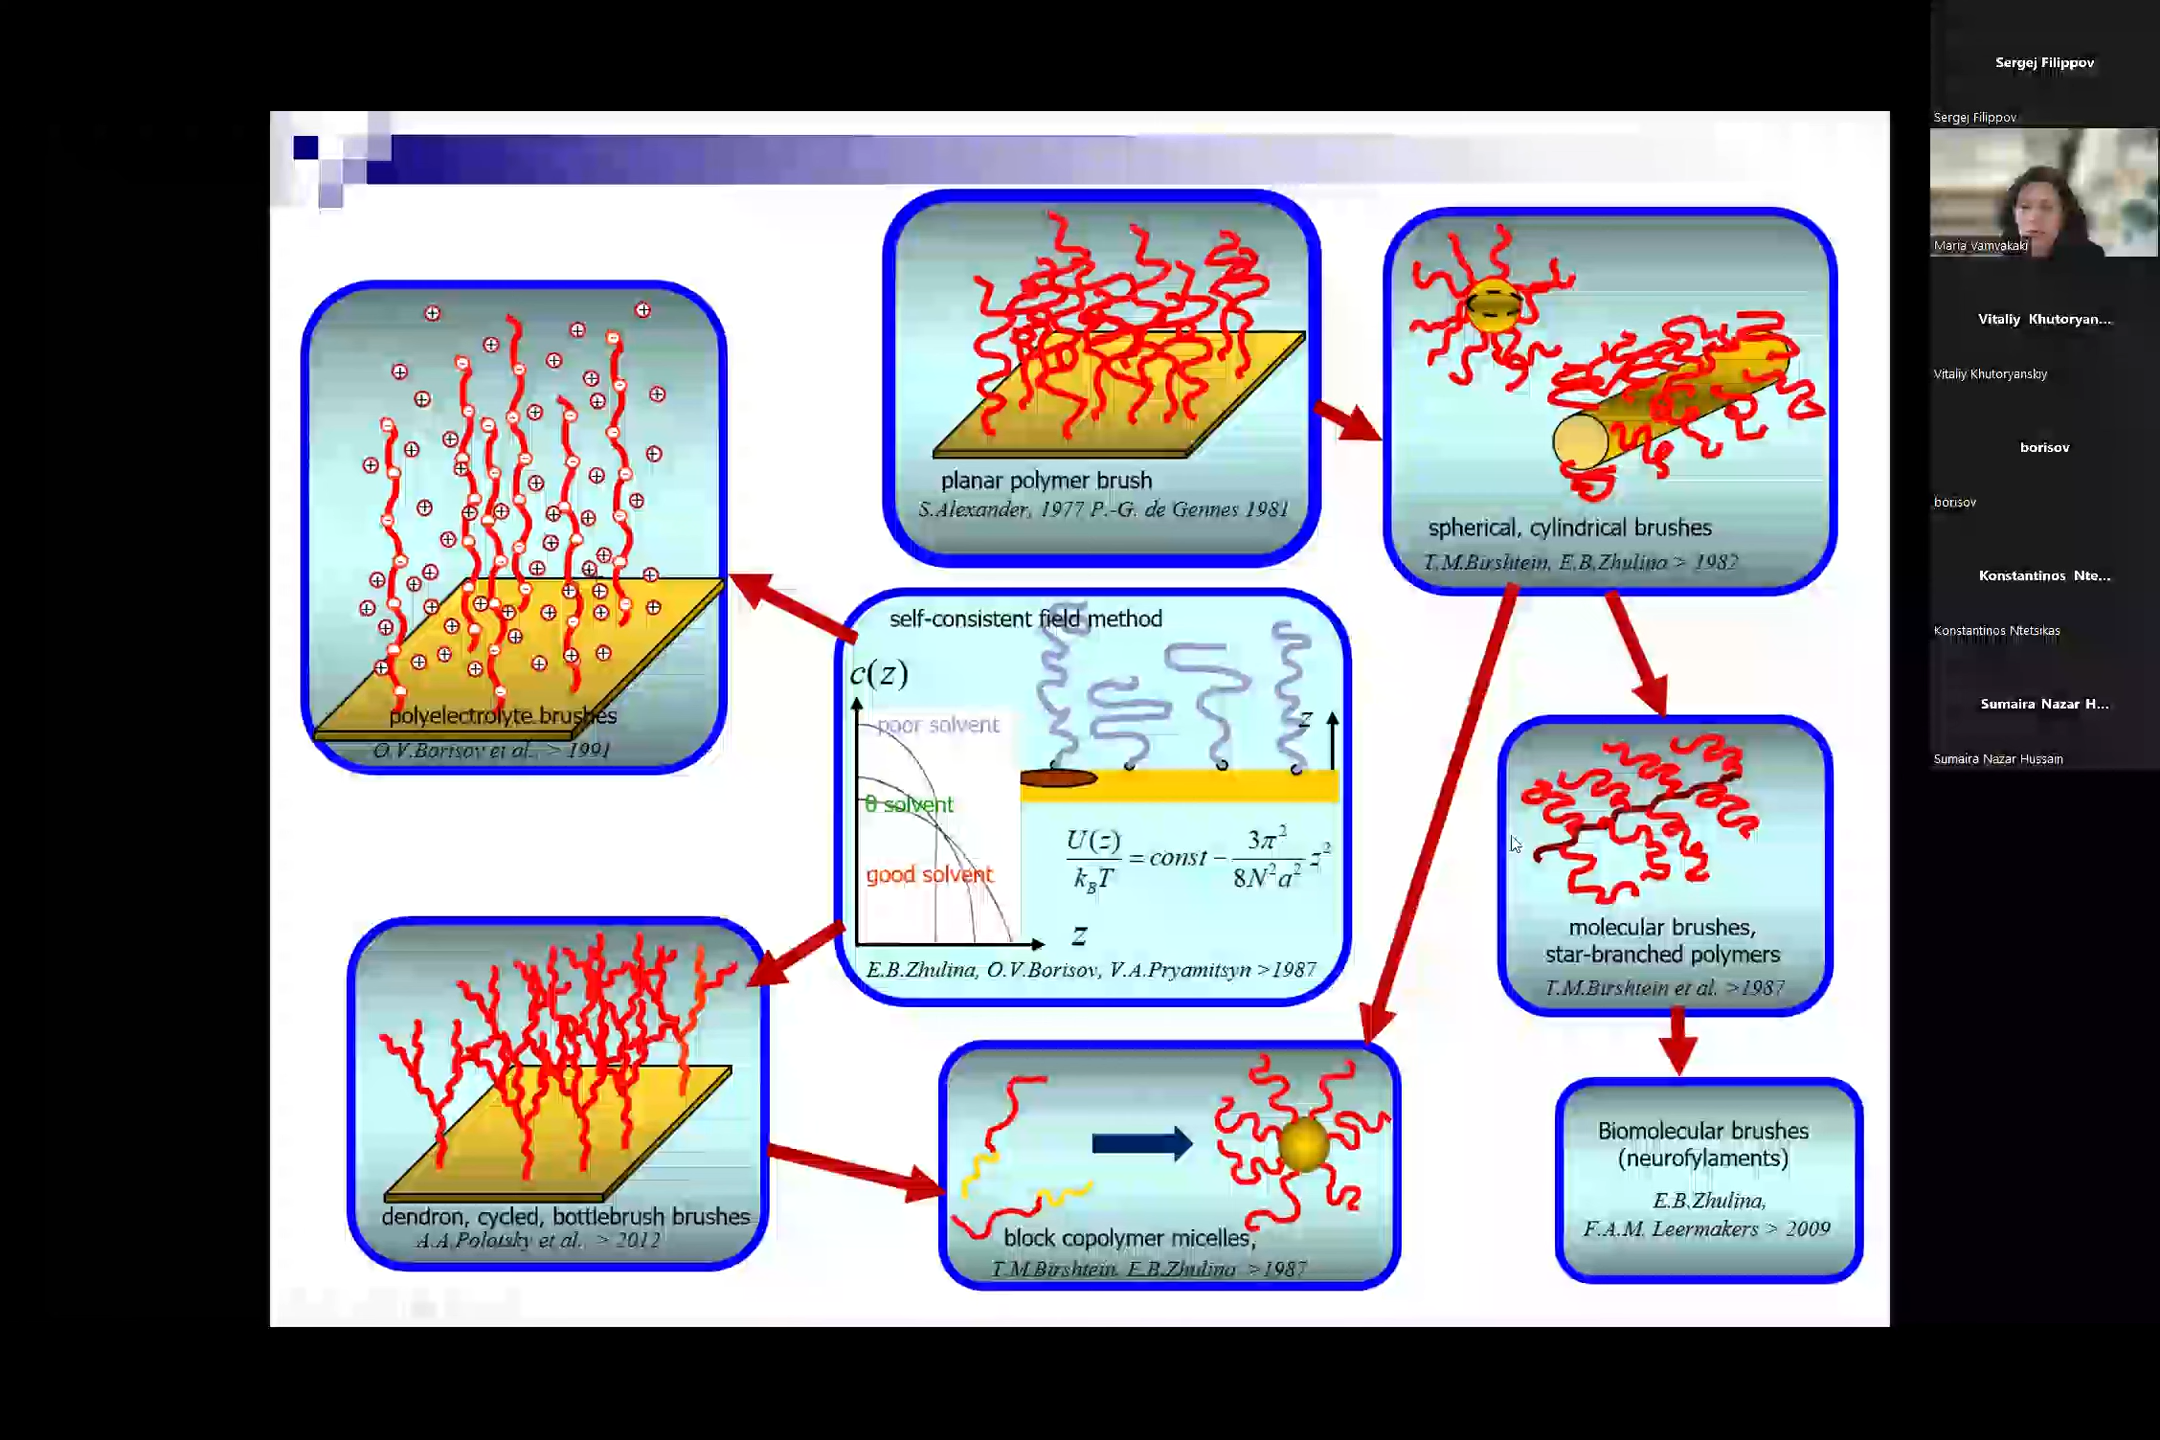 planar polymer brush
S.Alexander, 1977 P.-G. de Gennes 1981
spherical, cylindrical brushes
T.M.Birshtein, E.B.Zhulina > 1982
polyelectrolyte brushes
O.V.Borisov et al., > 1991
self-consistent field method
c(z)
poor solvent
θ solvent
good solvent
z
z
U(z)/k_BT = const − 3π²/8N²a² z²
E.B.Zhulina, O.V.Borisov, V.A.Pryamitsyn >1987
molecular brushes,
star-branched polymers
T.M.Birshtein et al. >1987
dendron, cycled, bottlebrush brushes
A.A.Polotsky et al. > 2012
block copolymer micelles,
T.M.Birshtein, E.B.Zhulina >1987
Biomolecular brushes
(neurofylaments)
E.B.Zhulina,
F.A.M. Leermakers > 2009
Sergej Filippov
Sergej Filippov
Maria Vamvakaki
Vitaliy Khutoryan...
Vitaliy Khutoryanskiy
borisov
borisov
Konstantinos Nte...
Konstantinos Ntetsikas
Sumaira Nazar H...
Sumaira Nazar Hussain